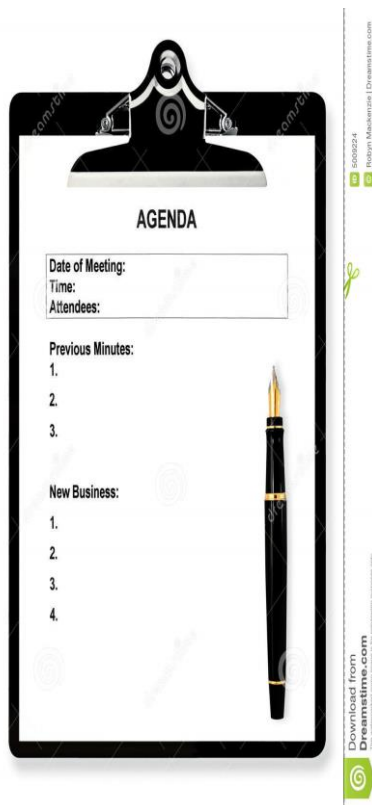 AGENDA
Date of Meeting:
Time:
Attendees:
Previous Minutes:
1.
2.
3.
New Business:
1.
2.
3.
4.
Download from
Dreamstime.com
5009224
Robyn Mackenzie | Dreamstime.com
dreamstime